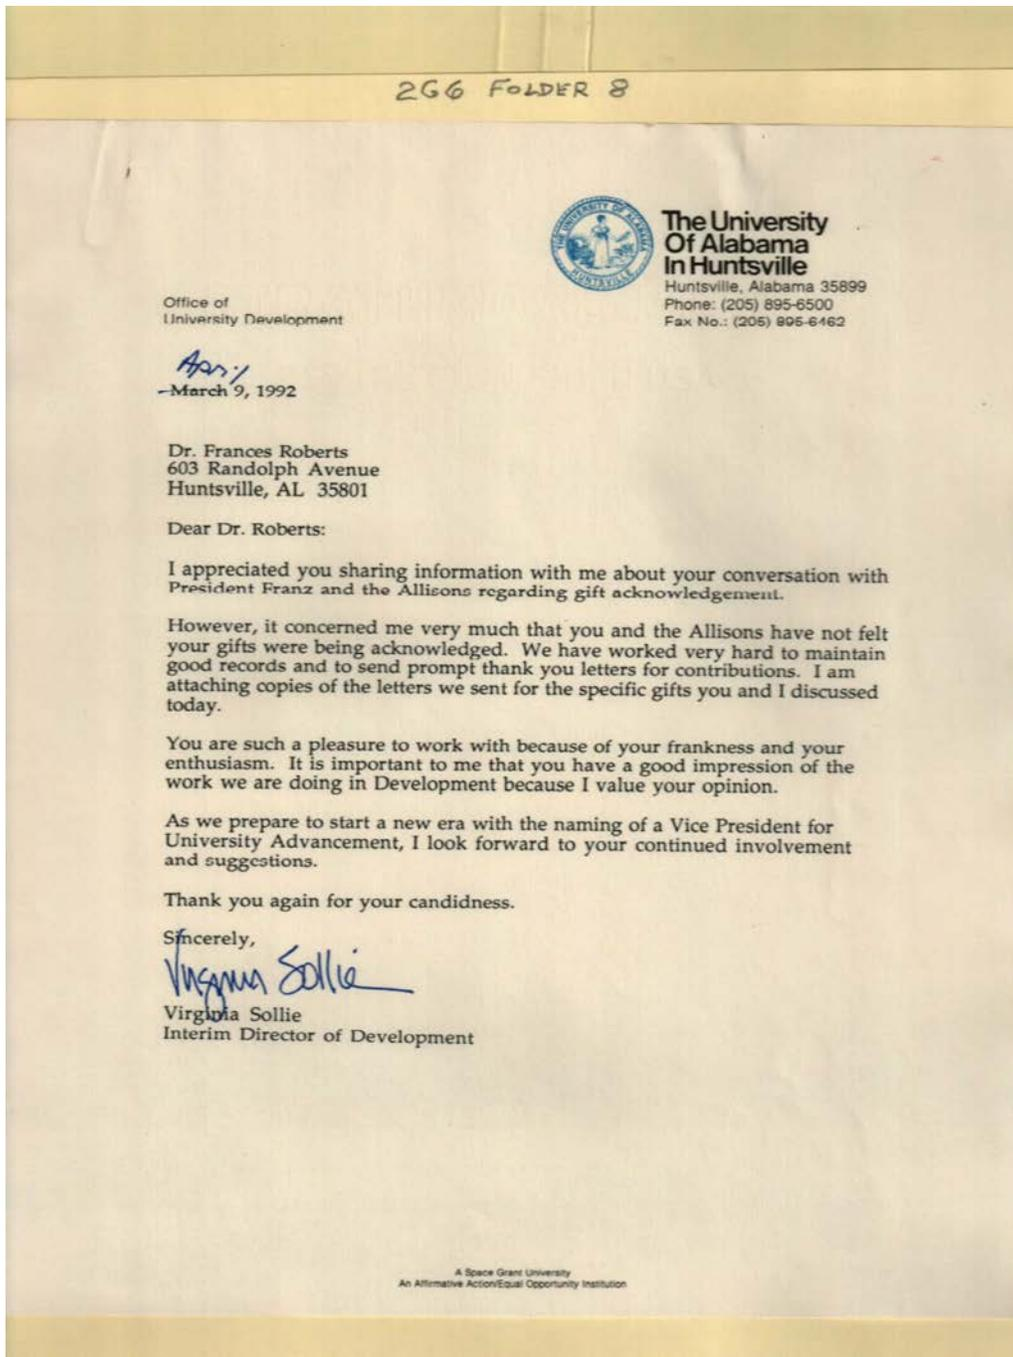 2G6 FOLDER 8
THE UNIVERSITY OF ALABAMA
HUNTSVILLE
The University
Of Alabama
In Huntsville
Huntsville, Alabama 35899
Phone: (205) 895-6500
Fax No.: (205) 895-6462
Office of
University Development
April
March 9, 1992
Dr. Frances Roberts
603 Randolph Avenue
Huntsville, AL 35801
Dear Dr. Roberts:
I appreciated you sharing information with me about your conversation with
President Franz and the Allisons regarding gift acknowledgement.
However, it concerned me very much that you and the Allisons have not felt
your gifts were being acknowledged. We have worked very hard to maintain
good records and to send prompt thank you letters for contributions. I am
attaching copies of the letters we sent for the specific gifts you and I discussed
today.
You are such a pleasure to work with because of your frankness and your
enthusiasm. It is important to me that you have a good impression of the
work we are doing in Development because I value your opinion.
As we prepare to start a new era with the naming of a Vice President for
University Advancement, I look forward to your continued involvement
and suggestions.
Thank you again for your candidness.
Sincerely,
Virginia Sollie
Virginia Sollie
Interim Director of Development
A Space Grant University
An Affirmative Action/Equal Opportunity Institution